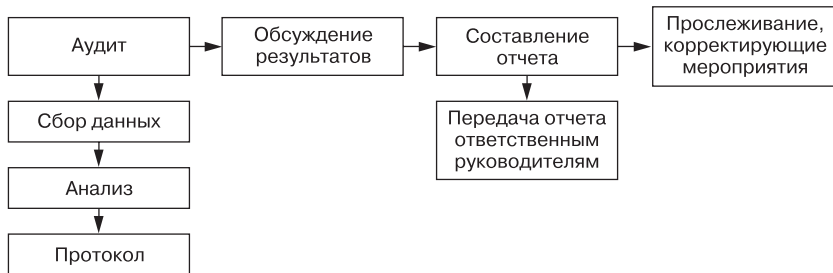 Аудит
Обсуждение
результатов
Составление
отчета
Прослеживание,
корректирующие
мероприятия
Сбор данных
Передача отчета
ответственным
руководителям
Анализ
Протокол